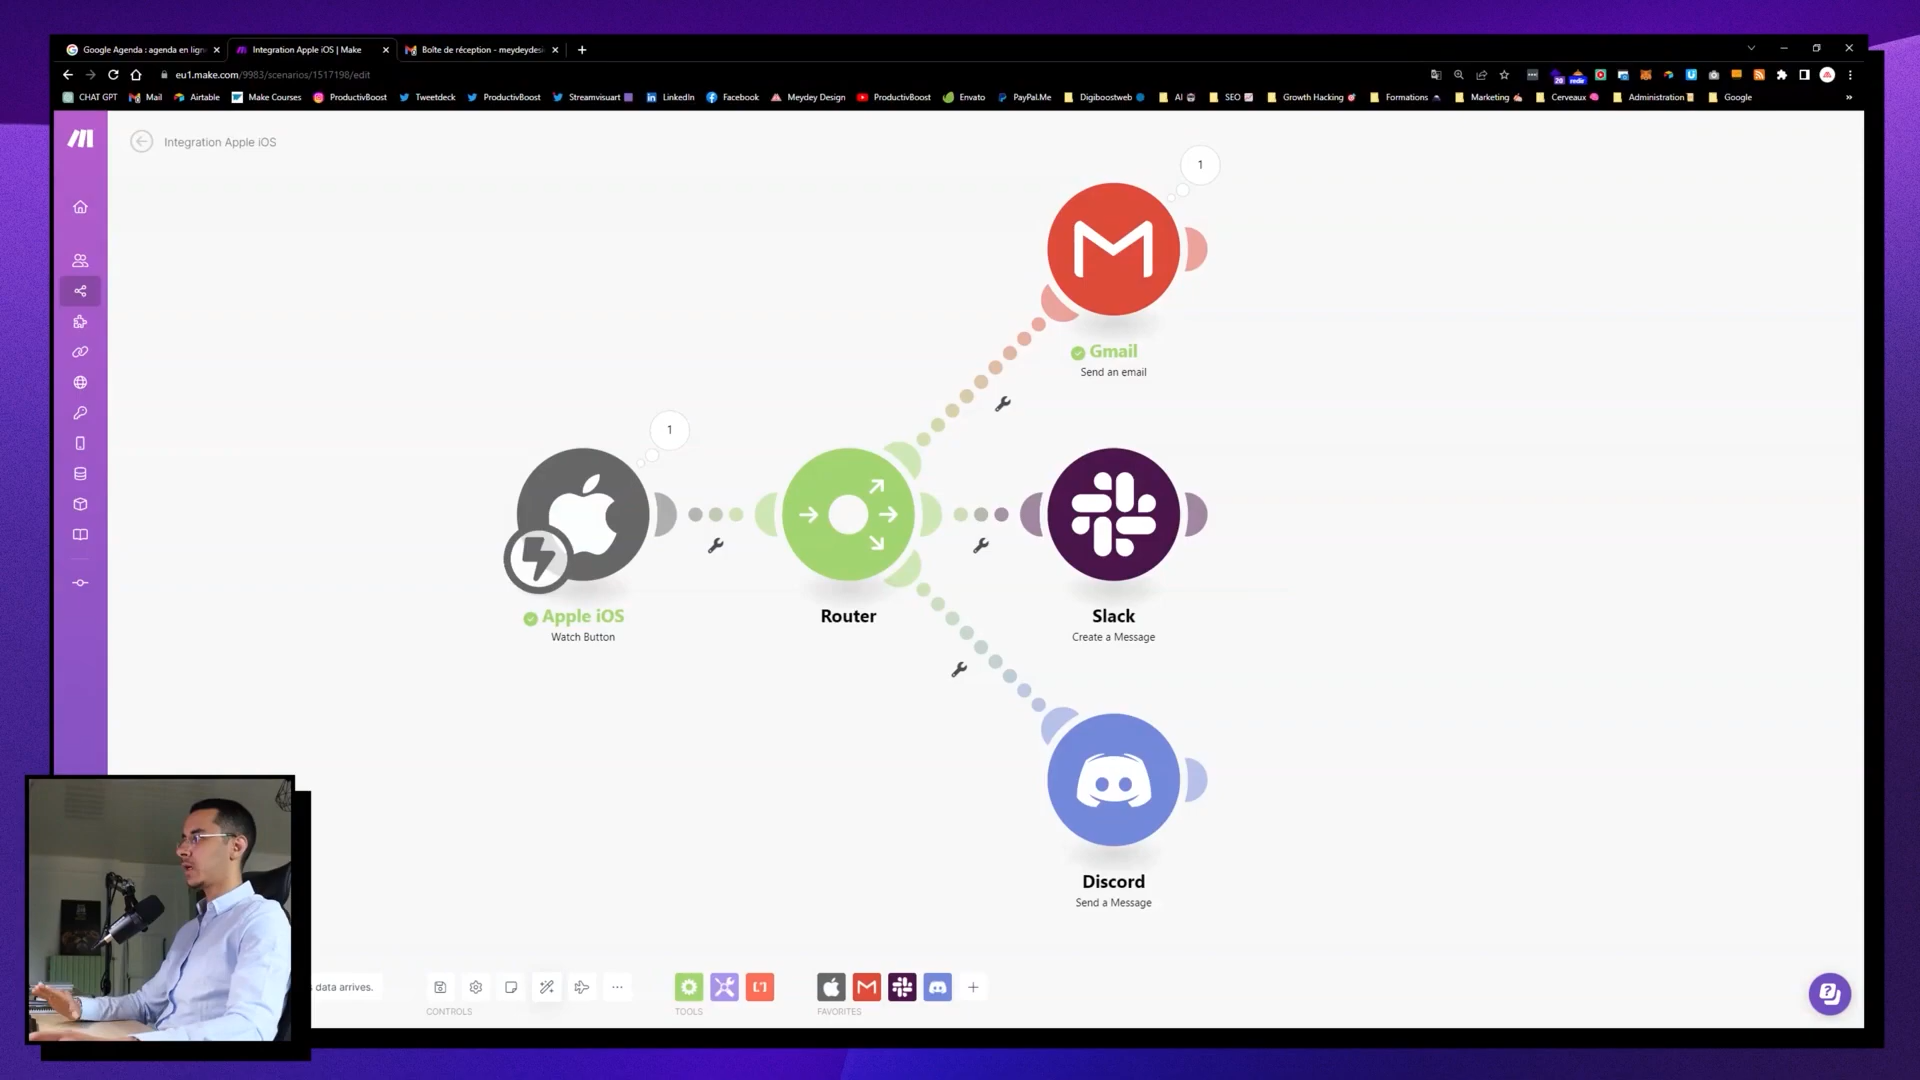 Google Agenda : agenda en lign
Integration Apple iOS | Make
Boîte de réception - meydeydesi
eu1.make.com/9983/scenarios/1517198/edit
CHAT GPT
Mail
Airtable
Make Courses
ProductivBoost
Tweetdeck
ProductivBoost
Streamvisuart
LinkedIn
Facebook
Meydey Design
ProductivBoost
Envato
PayPal.Me
Digiboostweb
AI
SEO
Growth Hacking
Formations
Marketing
Cerveaux
Administration
Google
Integration Apple iOS
1
Gmail
Send an email
1
Apple iOS
Watch Button
Router
Slack
Create a Message
Discord
Send a Message
s data arrives.
CONTROLS
TOOLS
FAVORITES